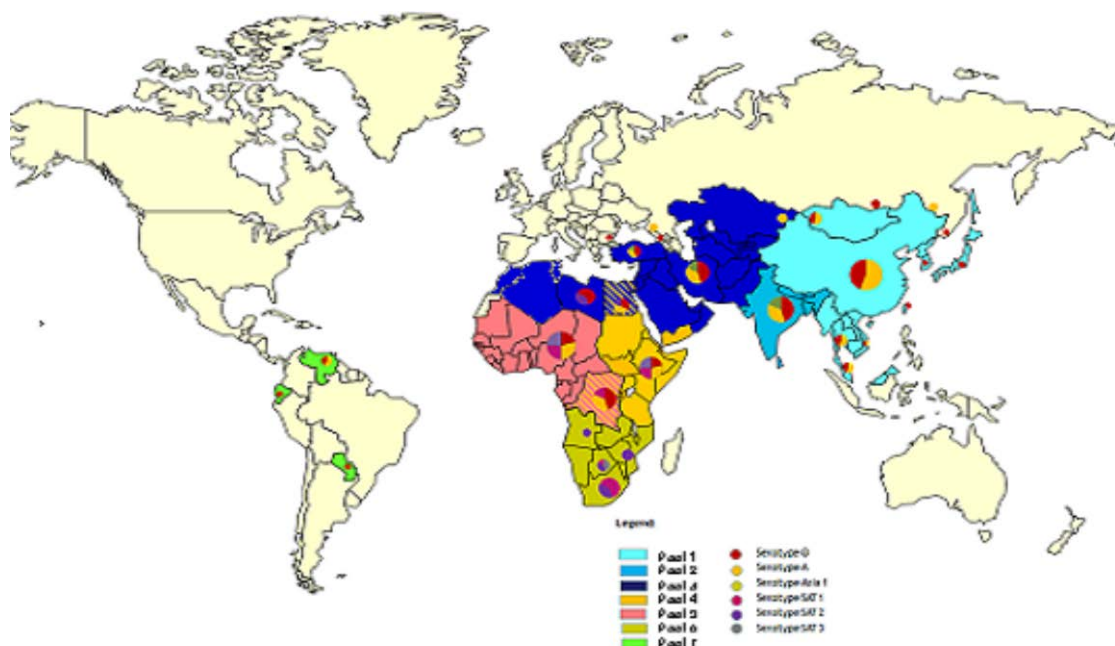 Legend
Pool 1
Pool 2
Pool 3
Pool 4
Pool 5
Pool 6
Pool 7
Serotype O
Serotype A
Serotype Asia 1
Serotype SAT 1
Serotype SAT 2
Serotype SAT 3